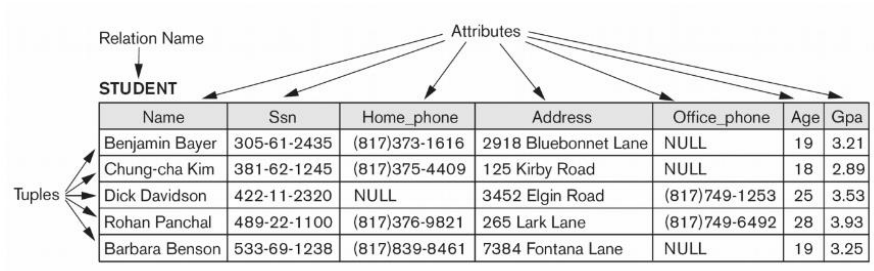 Attributes
Relation Name
STUDENT
Name Ssn Home_phone Address Office_phone Age Gpa
Benjamin Bayer 305-61-2435 (817)373-1616 2918 Bluebonnet Lane NULL 19 3.21
Chung-cha Kim 381-62-1245 (817)375-4409 125 Kirby Road NULL 18 2.89
Tuples Dick Davidson 422-11-2320 NULL 3452 Elgin Road (817)749-1253 25 3.53
Rohan Panchal 489-22-1100 (817)376-9821 265 Lark Lane (817)749-6492 28 3.93
Barbara Benson 533-69-1238 (817)839-8461 7384 Fontana Lane NULL 19 3.25